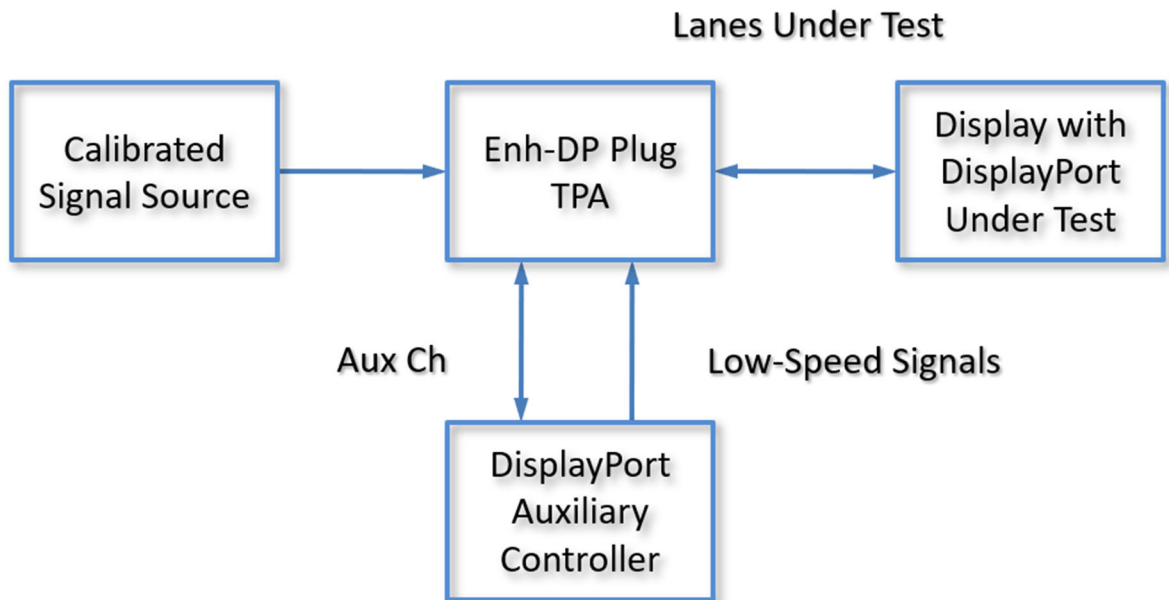 Lanes Under Test
Calibrated
Signal Source
Enh-DP Plug
TPA
Display with
DisplayPort
Under Test
Aux Ch
Low-Speed Signals
DisplayPort
Auxiliary
Controller